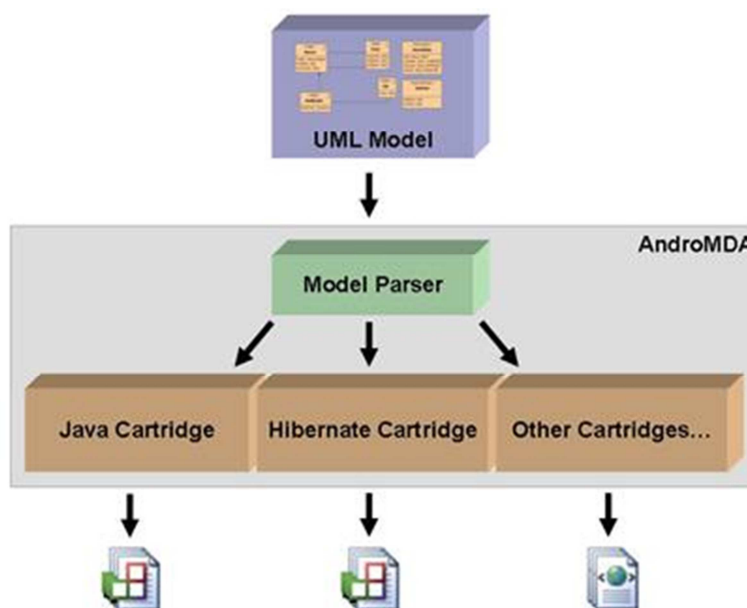 UML Model
AndroMDA
Model Parser
Java Cartridge
Hibernate Cartridge
Other Cartridges...